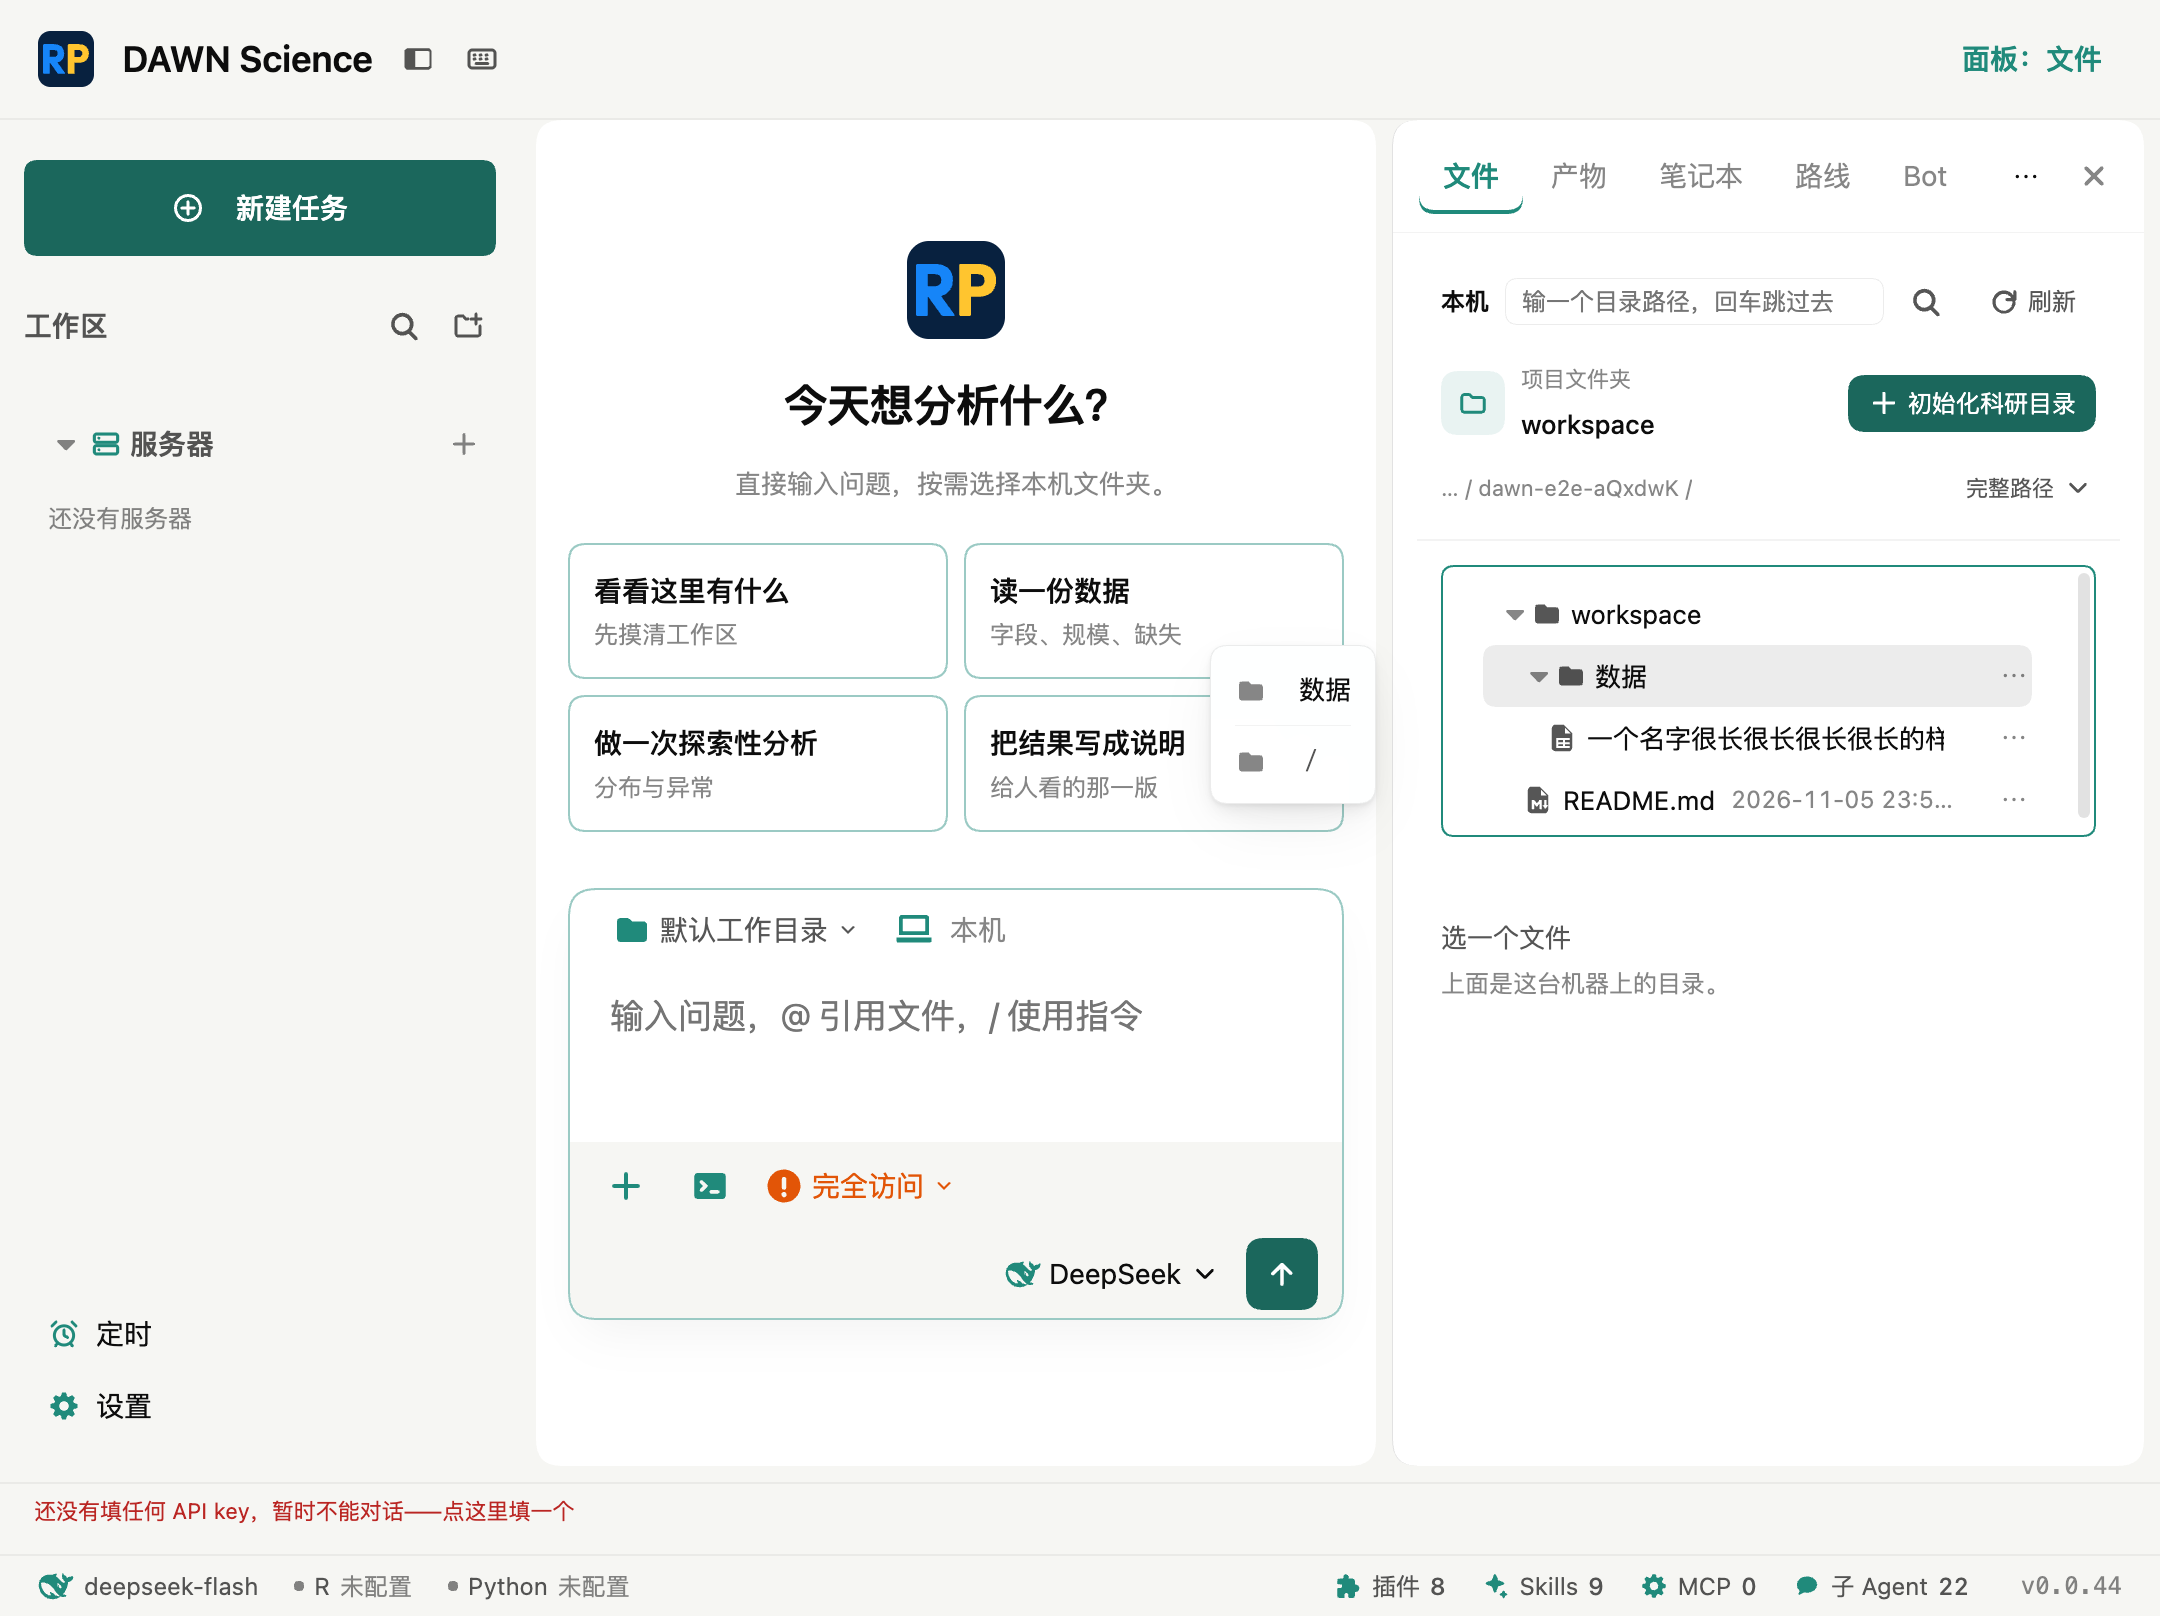 RP DAWN Science
面板：文件
新建任务
工作区
服务器
还没有服务器
定时
设置
RP
今天想分析什么?
直接输入问题，按需选择本机文件夹。
看看这里有什么
先摸清工作区
读一份数据
字段、规模、缺失
做一次探索性分析
分布与异常
把结果写成说明
给人看的那一版
数据
/
默认工作目录 本机
输入问题，@ 引用文件，/ 使用指令
完全访问
DeepSeek
文件 产物 笔记本 路线 Bot ...
本机 输一个目录路径，回车跳过去 刷新
项目文件夹
workspace
初始化科研目录
... / dawn-e2e-aQxdwK / 完整路径
workspace
数据 ...
一个名字很长很长很长很长的样 ...
README.md 2026-11-05 23:5... ...
选一个文件
上面是这台机器上的目录。
还没有填任何 API key，暂时不能对话——点这里填一个
deepseek-flash R 未配置 Python 未配置 插件 8 Skills 9 MCP 0 子 Agent 22 v0.0.44